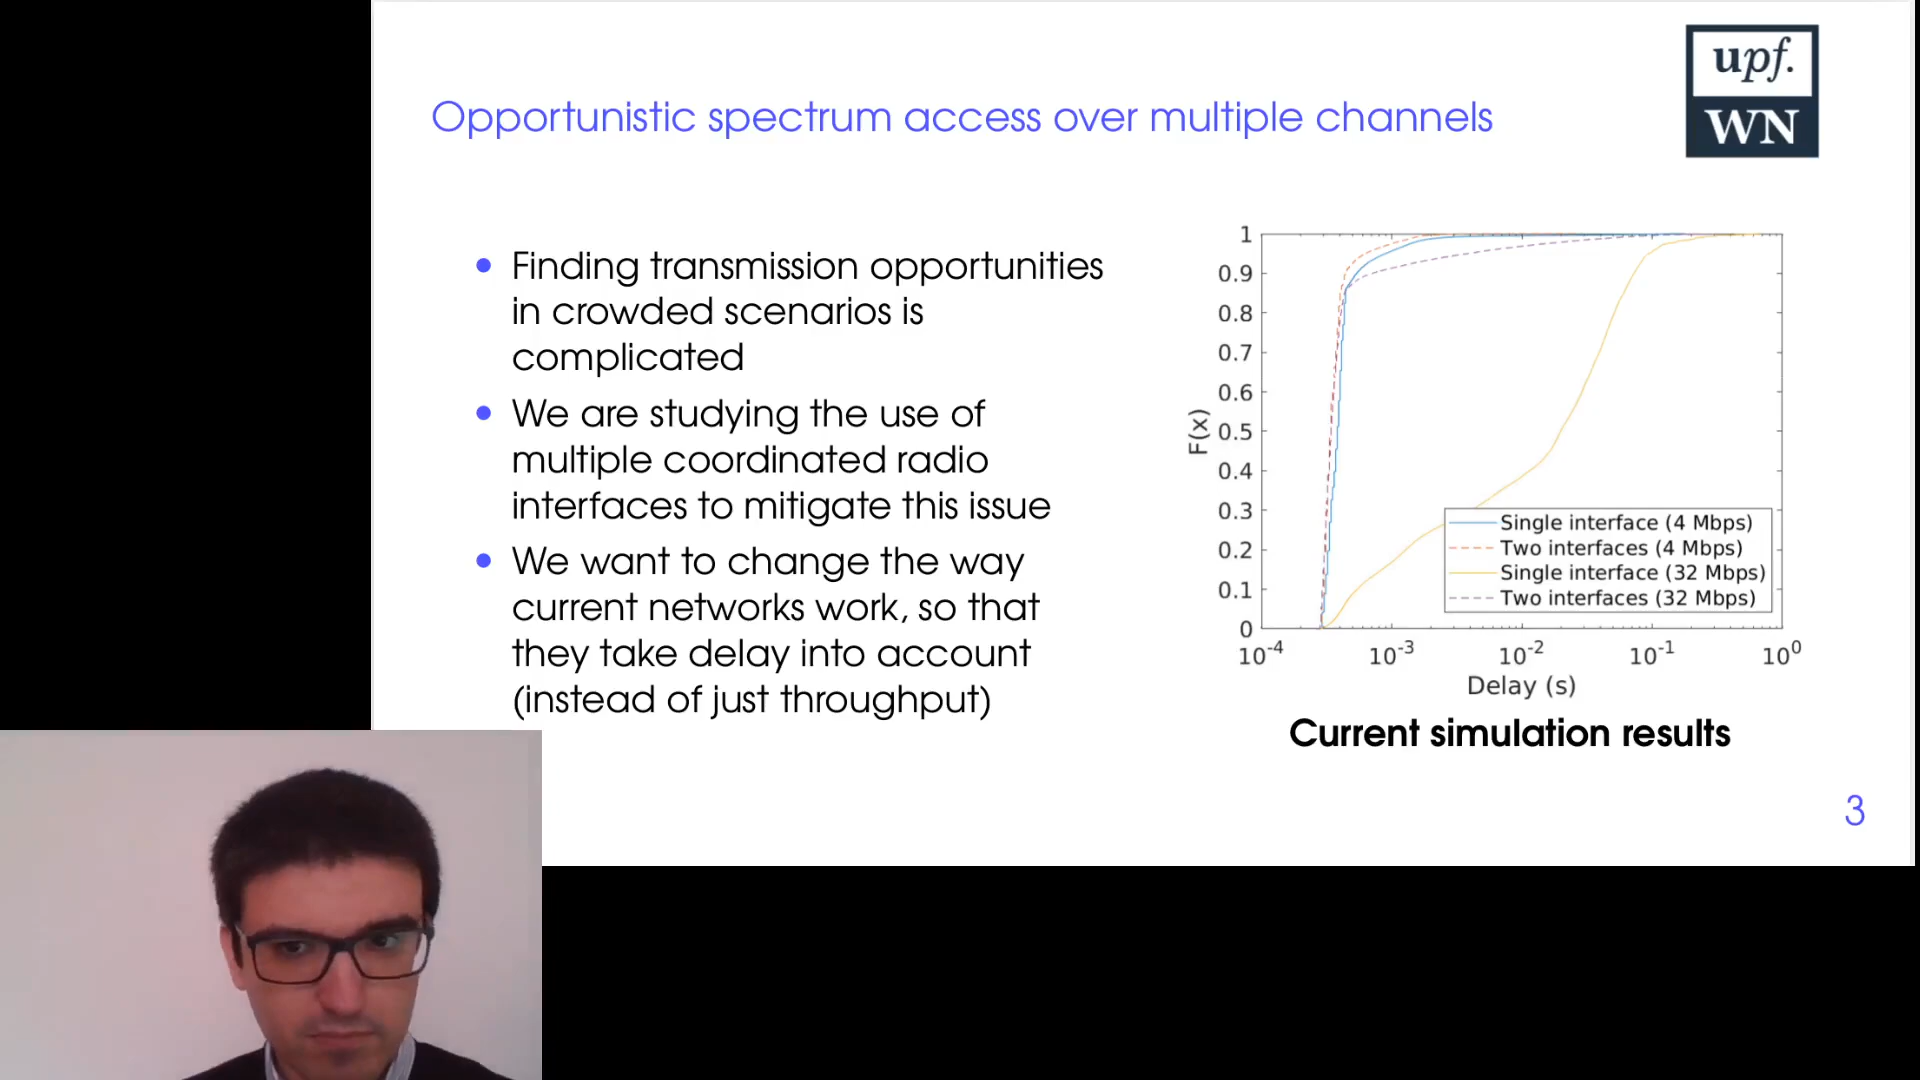 upf.
WN
Opportunistic spectrum access over multiple channels
Finding transmission opportunities
in crowded scenarios is
complicated
We are studying the use of
multiple coordinated radio
interfaces to mitigate this issue
We want to change the way
current networks work, so that
they take delay into account
(instead of just throughput)
1
0.9
0.8
0.7
0.6
0.5
0.4
0.3
0.2
0.1
0
F(x)
Single interface (4 Mbps)
Two interfaces (4 Mbps)
Single interface (32 Mbps)
Two interfaces (32 Mbps)
10⁻⁴ 10⁻³ 10⁻² 10⁻¹ 10⁰
Delay (s)
Current simulation results
3